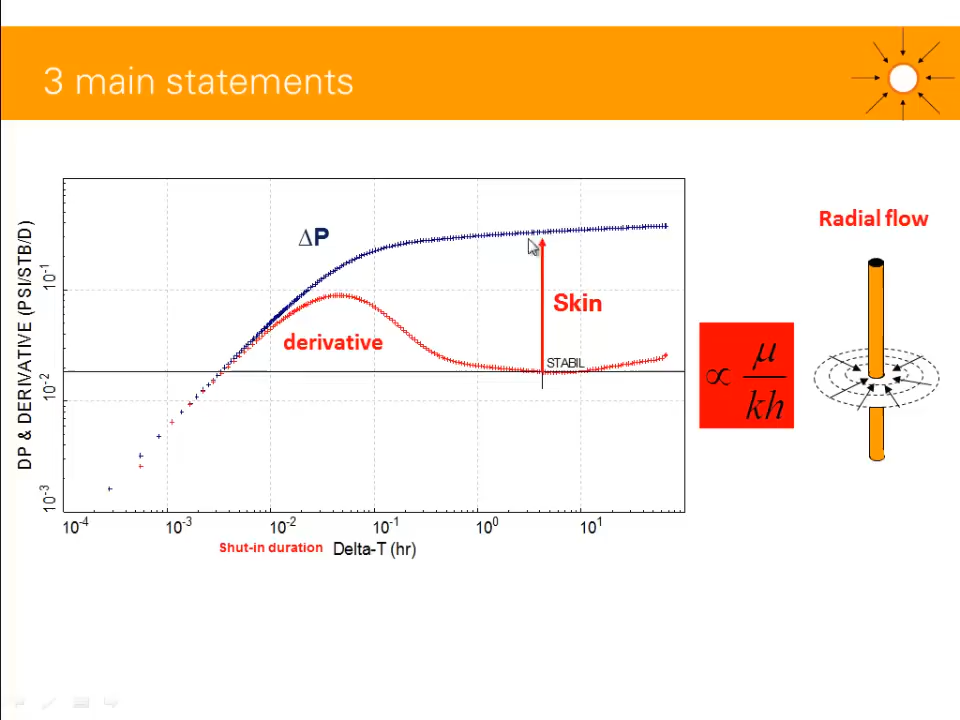 3 main statements
Radial flow
ΔP
Skin
derivative
STABIL
∝ μ / kh
DP & DERIVATIVE (PSI/STB/D)
10-1
10-2
10-3
10-4 10-3 10-2 10-1 100 101
Shut-in duration Delta-T (hr)